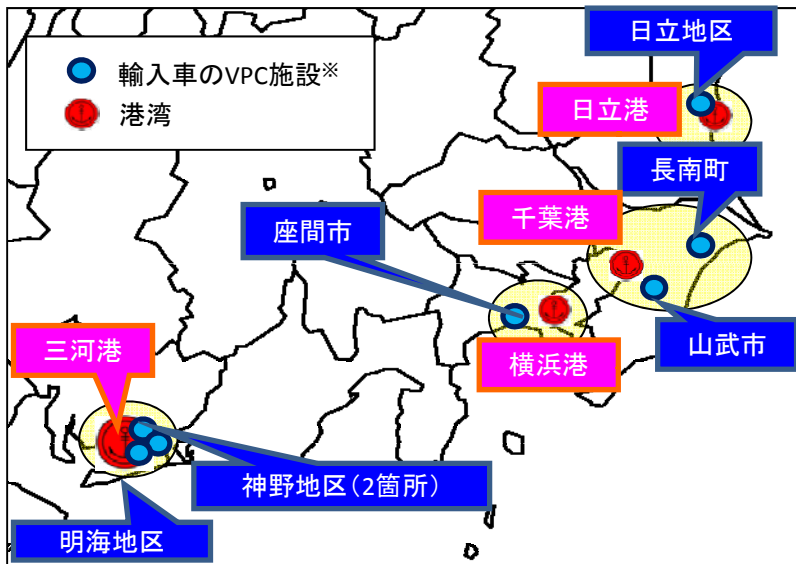 輸入車のVPC施設※
港湾
日立地区
日立港
長南町
千葉港
座間市
山武市
横浜港
三河港
神野地区(2箇所)
明海地区